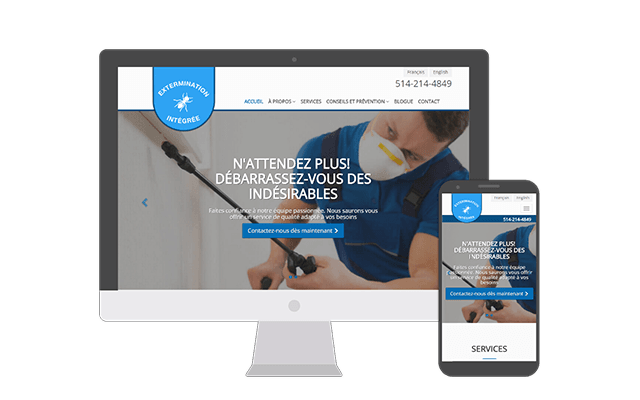 Français English
514-214-4849
EXTERMINATION
INTÉGRÉE
ACCUEIL À PROPOS SERVICES CONSEILS ET PRÉVENTION BLOGUE CONTACT
N'ATTENDEZ PLUS!
DÉBARRASSEZ-VOUS DES
INDÉSIRABLES
Faites confiance à notre équipe passionnée. Nous saurons vous
offrir un service de qualité adapté à vos besoins
Contactez-nous dès maintenant
Français English
EXTERMINATION
INTÉGRÉE
514-214-4849
N'ATTENDEZ PLUS!
DÉBARRASSEZ-VOUS DES
INDÉSIRABLES
Faites confiance à notre équipe
passionnée. Nous saurons vous offrir
un service de qualité adapté à vos
besoins
Contactez-nous dès maintenant
SERVICES